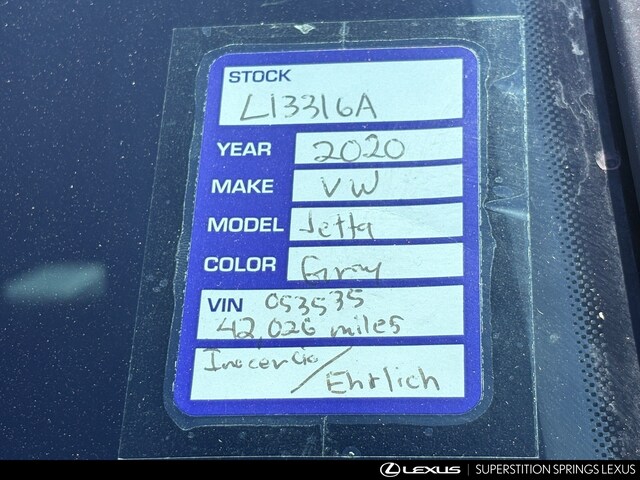 STOCK
L13316A
YEAR 2020
MAKE VW
MODEL Jetta
COLOR Gray
VIN 053535
42,026 miles
Inocencio/Ehrlich
LEXUS | SUPERSTITION SPRINGS LEXUS